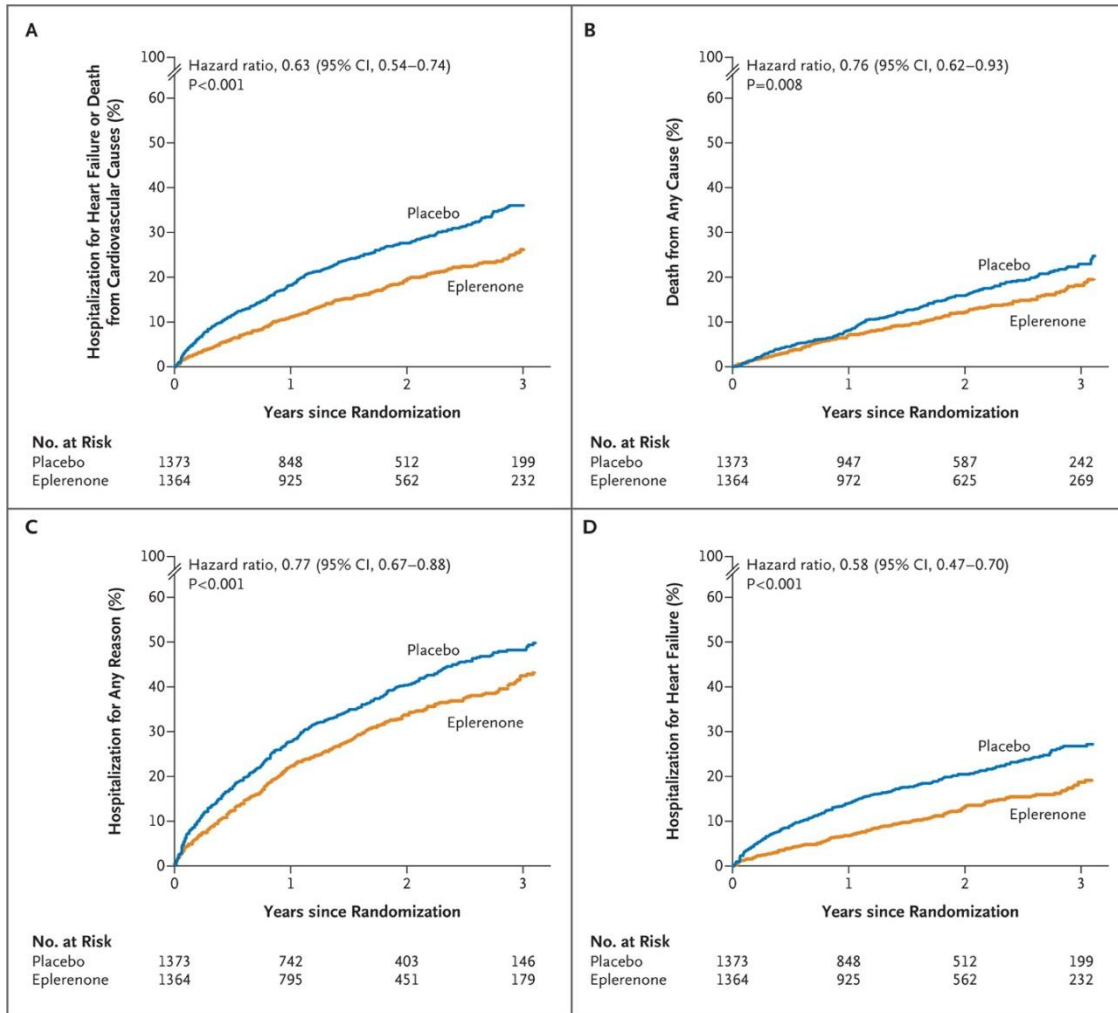 A
Hospitalization for Heart Failure or Death
from Cardiovascular Causes (%)
100
60
50
40
30
20
10
0
Hazard ratio, 0.63 (95% CI, 0.54–0.74)
P<0.001
Placebo
Eplerenone
0 1 2 3
Years since Randomization
No. at Risk
Placebo 1373 848 512 199
Eplerenone 1364 925 562 232
B
Death from Any Cause (%)
100
60
50
40
30
20
10
0
Hazard ratio, 0.76 (95% CI, 0.62–0.93)
P=0.008
Placebo
Eplerenone
0 1 2 3
Years since Randomization
No. at Risk
Placebo 1373 947 587 242
Eplerenone 1364 972 625 269
C
Hospitalization for Any Reason (%)
100
60
50
40
30
20
10
0
Hazard ratio, 0.77 (95% CI, 0.67–0.88)
P<0.001
Placebo
Eplerenone
0 1 2 3
Years since Randomization
No. at Risk
Placebo 1373 742 403 146
Eplerenone 1364 795 451 179
D
Hospitalization for Heart Failure (%)
100
60
50
40
30
20
10
0
Hazard ratio, 0.58 (95% CI, 0.47–0.70)
P<0.001
Placebo
Eplerenone
0 1 2 3
Years since Randomization
No. at Risk
Placebo 1373 848 512 199
Eplerenone 1364 925 562 232